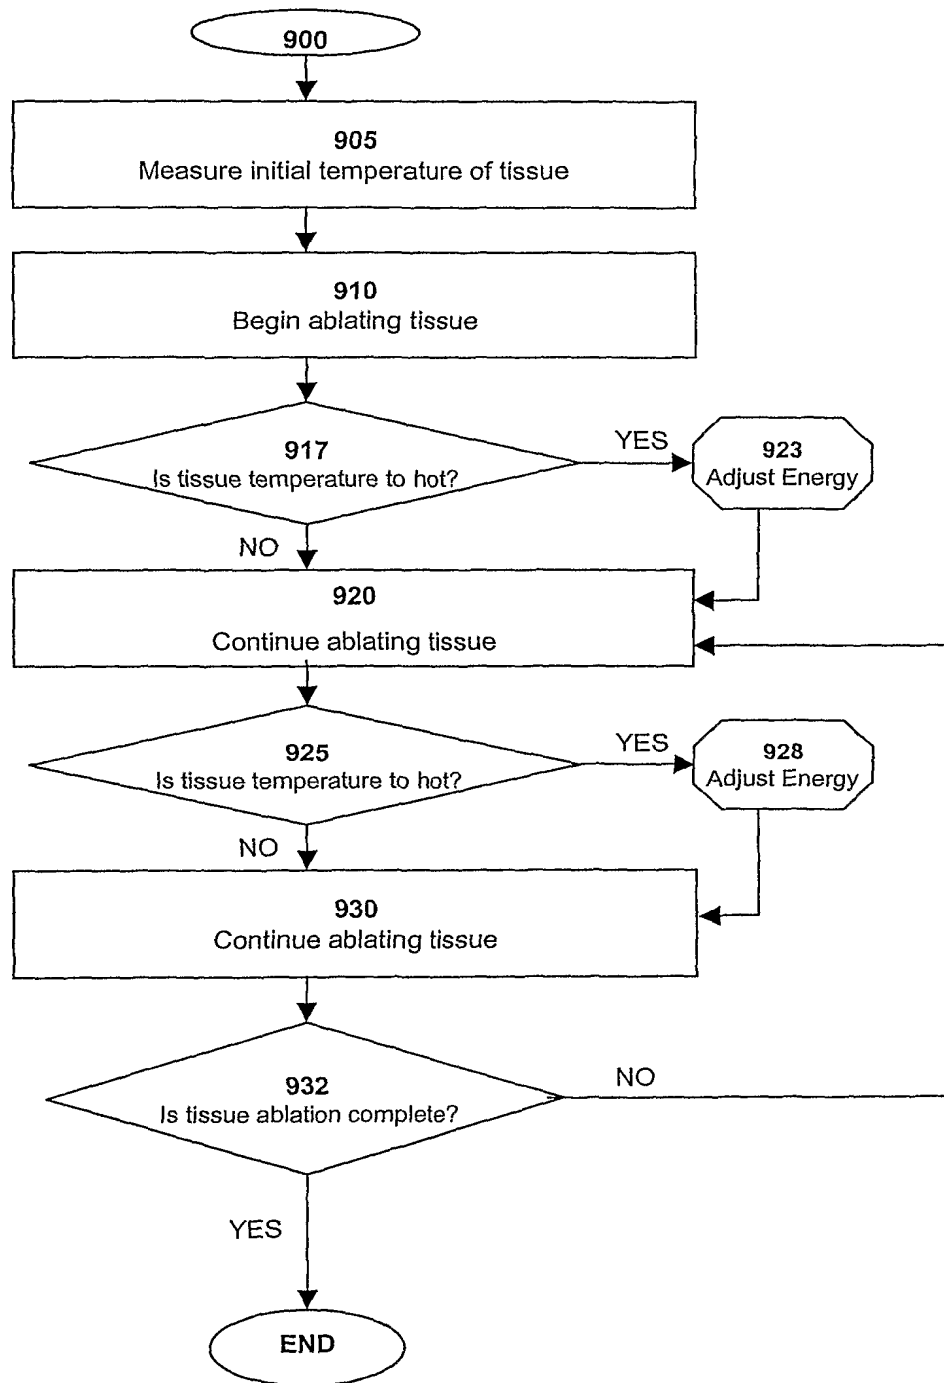 900
905
Measure initial temperature of tissue
910
Begin ablating tissue
917
Is tissue temperature to hot?
YES
923
Adjust Energy
NO
920
Continue ablating tissue
925
Is tissue temperature to hot?
YES
928
Adjust Energy
NO
930
Continue ablating tissue
932
Is tissue ablation complete?
NO
YES
END